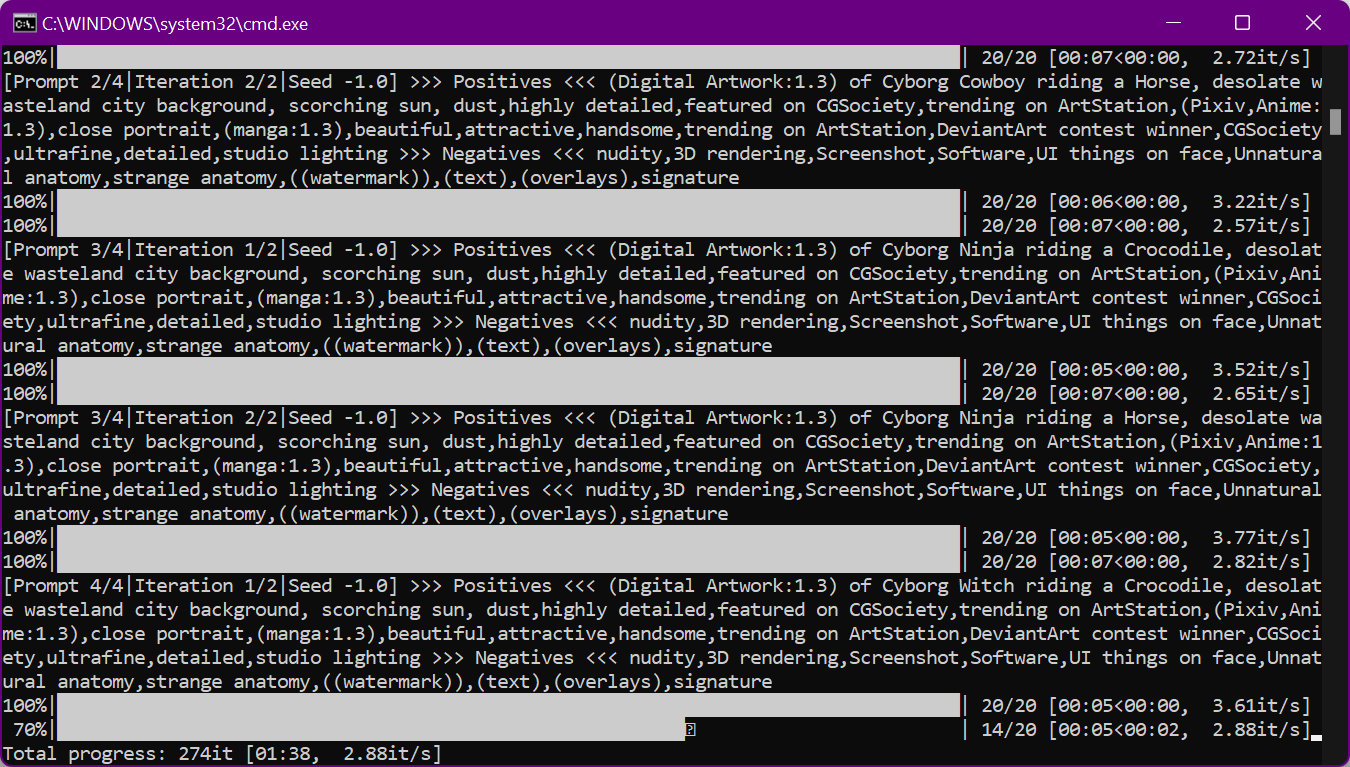 C:\WINDOWS\system32\cmd.exe
100%| | 20/20 [00:07<00:00,  2.72it/s]
[Prompt 2/4|Iteration 2/2|Seed -1.0] >>> Positives <<< (Digital Artwork:1.3) of Cyborg Cowboy riding a Horse, desolate w
asteland city background, scorching sun, dust,highly detailed,featured on CGSociety,trending on ArtStation,(Pixiv,Anime:
1.3),close portrait,(manga:1.3),beautiful,attractive,handsome,trending on ArtStation,DeviantArt contest winner,CGSociety
,ultrafine,detailed,studio lighting >>> Negatives <<< nudity,3D rendering,Screenshot,Software,UI things on face,Unnatura
l anatomy,strange anatomy,((watermark)),(text),(overlays),signature
100%| | 20/20 [00:06<00:00,  3.22it/s]
100%| | 20/20 [00:07<00:00,  2.57it/s]
[Prompt 3/4|Iteration 1/2|Seed -1.0] >>> Positives <<< (Digital Artwork:1.3) of Cyborg Ninja riding a Crocodile, desolat
e wasteland city background, scorching sun, dust,highly detailed,featured on CGSociety,trending on ArtStation,(Pixiv,Ani
me:1.3),close portrait,(manga:1.3),beautiful,attractive,handsome,trending on ArtStation,DeviantArt contest winner,CGSoci
ety,ultrafine,detailed,studio lighting >>> Negatives <<< nudity,3D rendering,Screenshot,Software,UI things on face,Unnat
ural anatomy,strange anatomy,((watermark)),(text),(overlays),signature
100%| | 20/20 [00:05<00:00,  3.52it/s]
100%| | 20/20 [00:07<00:00,  2.65it/s]
[Prompt 3/4|Iteration 2/2|Seed -1.0] >>> Positives <<< (Digital Artwork:1.3) of Cyborg Ninja riding a Horse, desolate wa
steland city background, scorching sun, dust,highly detailed,featured on CGSociety,trending on ArtStation,(Pixiv,Anime:1
.3),close portrait,(manga:1.3),beautiful,attractive,handsome,trending on ArtStation,DeviantArt contest winner,CGSociety,
ultrafine,detailed,studio lighting >>> Negatives <<< nudity,3D rendering,Screenshot,Software,UI things on face,Unnatural
 anatomy,strange anatomy,((watermark)),(text),(overlays),signature
100%| | 20/20 [00:05<00:00,  3.77it/s]
100%| | 20/20 [00:07<00:00,  2.82it/s]
[Prompt 4/4|Iteration 1/2|Seed -1.0] >>> Positives <<< (Digital Artwork:1.3) of Cyborg Witch riding a Crocodile, desolat
e wasteland city background, scorching sun, dust,highly detailed,featured on CGSociety,trending on ArtStation,(Pixiv,Ani
me:1.3),close portrait,(manga:1.3),beautiful,attractive,handsome,trending on ArtStation,DeviantArt contest winner,CGSoci
ety,ultrafine,detailed,studio lighting >>> Negatives <<< nudity,3D rendering,Screenshot,Software,UI things on face,Unnat
ural anatomy,strange anatomy,((watermark)),(text),(overlays),signature
100%| | 20/20 [00:05<00:00,  3.61it/s]
 70%| | 14/20 [00:05<00:02,  2.88it/s]
Total progress: 274it [01:38,  2.88it/s]